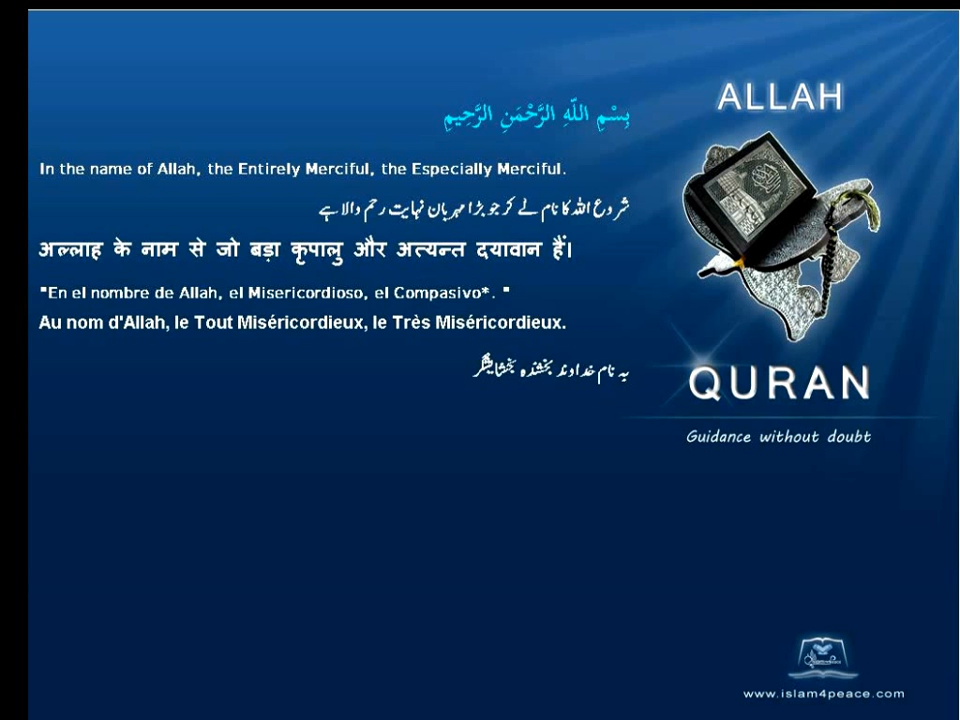 بِسْمِ اللّهِ الرَّحْمَنِ الرَّحِيمِ
In the name of Allah, the Entirely Merciful, the Especially Merciful.
شروع اللہ کا نام لے کر جو بڑا مہربان نہایت رحم والا ہے
अल्लाह के नाम से जो बड़ा कृपालु और अत्यन्त दयावान हैं।
"En el nombre de Allah, el Misericordioso, el Compasivo*. "
Au nom d'Allah, le Tout Miséricordieux, le Très Miséricordieux.
به نام خداوند بخشنده بخشایشگر
ALLAH
QURAN
Guidance without doubt
www.islam4peace.com